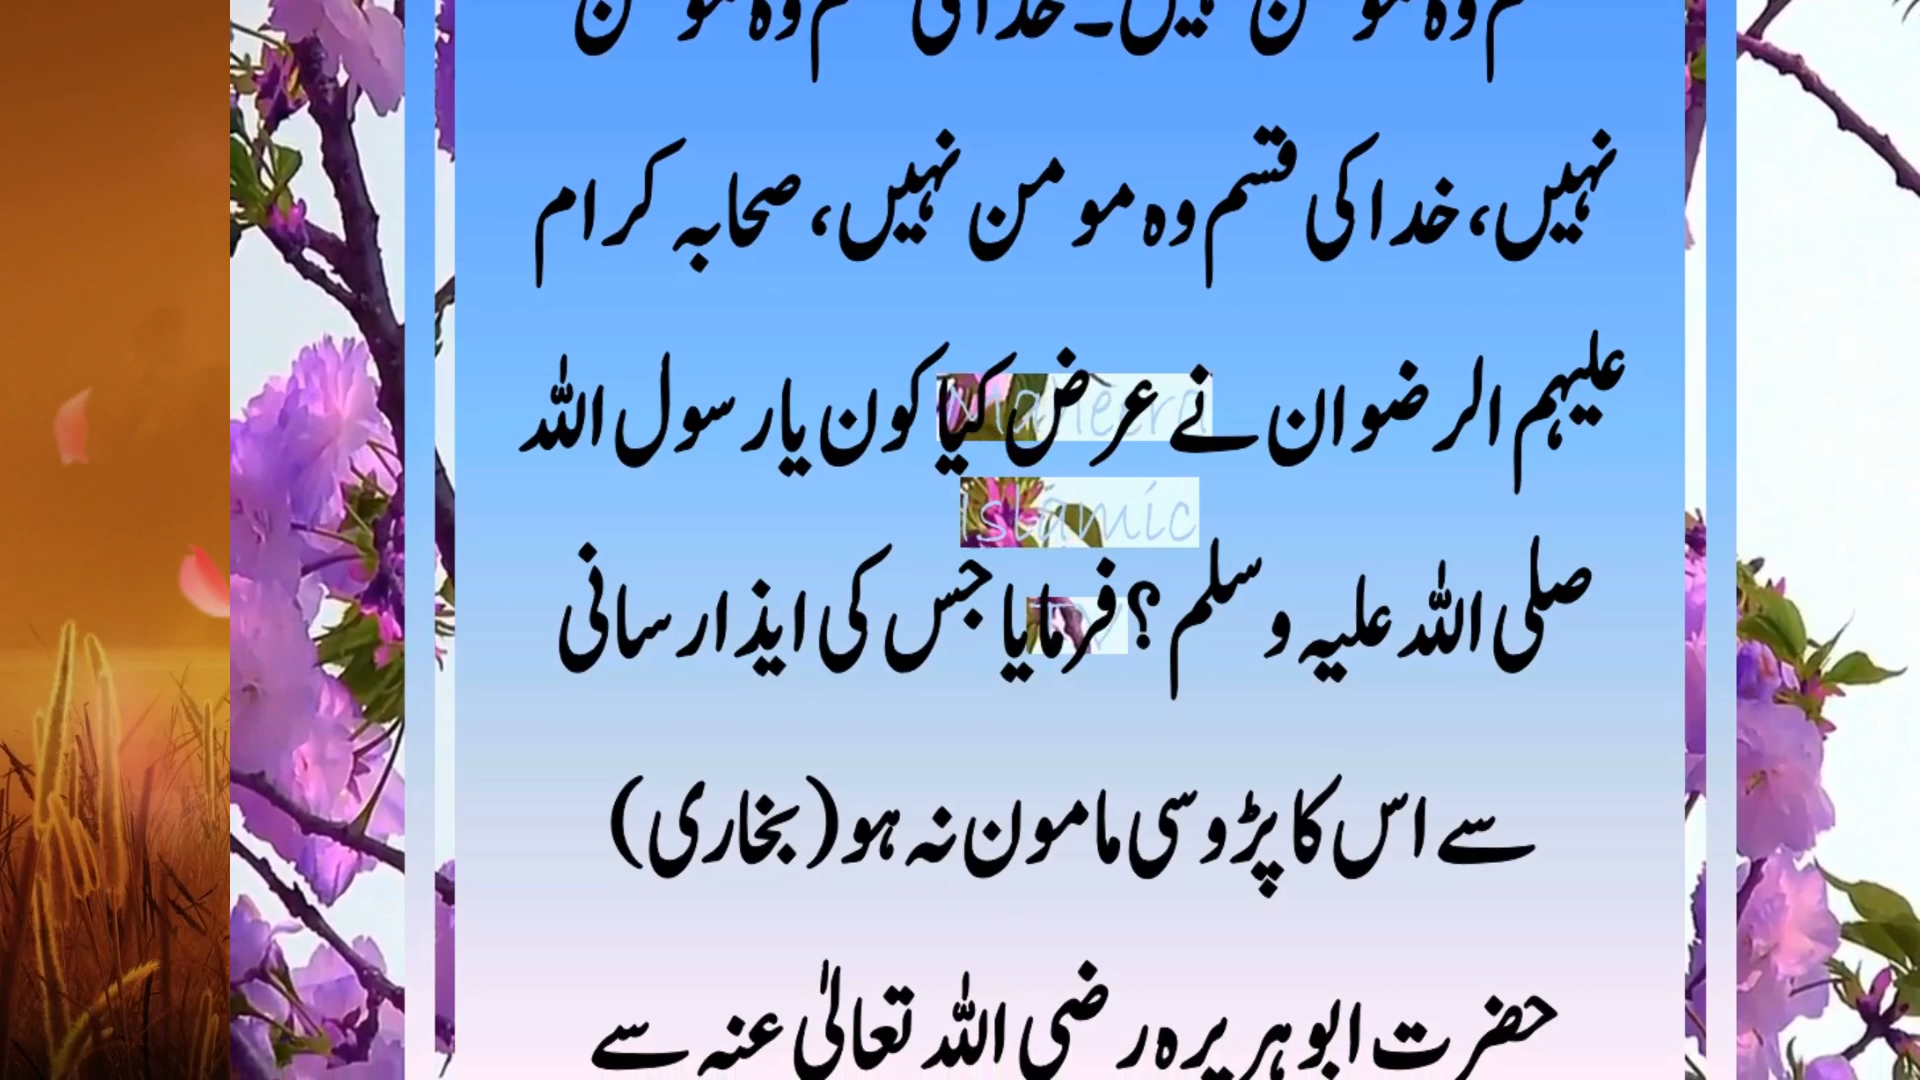 قسم وہ مومن نہیں۔ خدا کی قسم وہ مومن
نہیں، خدا کی قسم وہ مومن نہیں، صحابہ کرام
علیہم الرضوان نے عرض کیا کون یا رسول اللہ
صلی اللہ علیہ وسلم؟ فرمایا جس کی ایذا رسانی
سے اس کا پڑوسی مامون نہ ہو (بخاری)
حضرت ابوہریرہ رضی اللہ تعالیٰ عنہ سے
Islamic